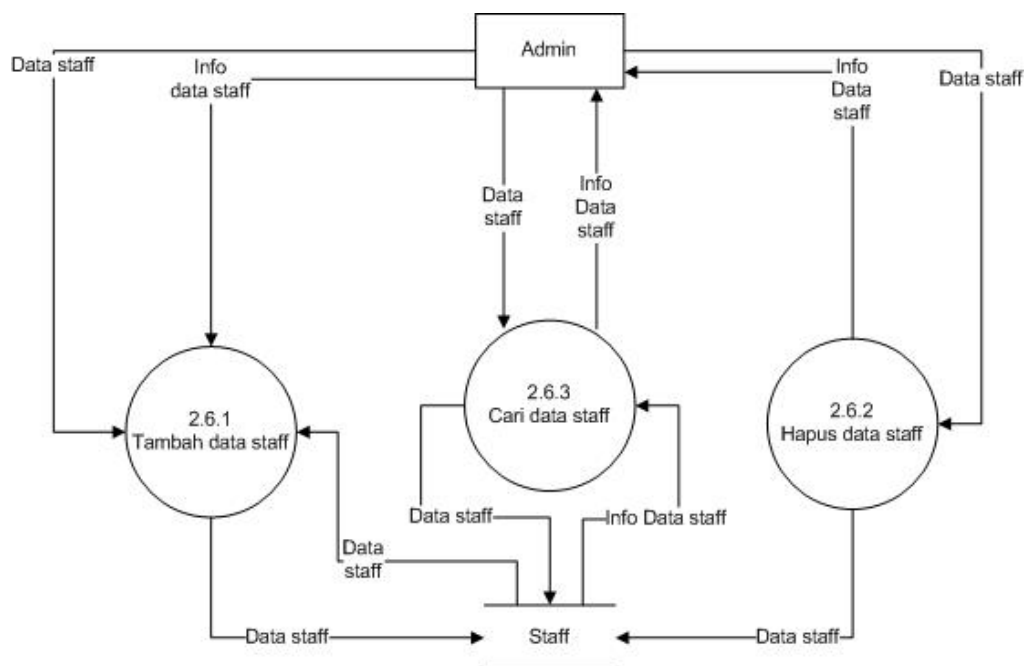 Admin
Data staff
Info
data staff
Info
Data
staff
Data staff
Data
staff
Info
Data
staff
2.6.1
Tambah data staff
2.6.3
Cari data staff
2.6.2
Hapus data staff
Data staff
Info Data staff
Data
staff
Data staff
Staff
Data staff